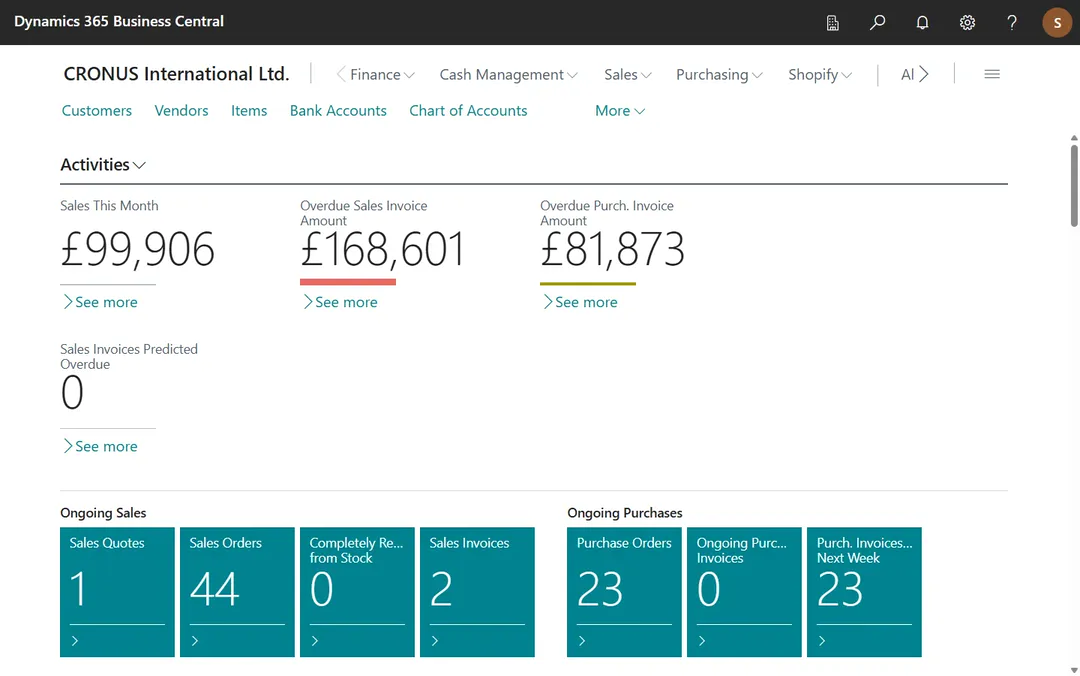 Dynamics 365 Business Central
S
CRONUS International Ltd.
Finance Cash Management Sales Purchasing Shopify Al
Customers Vendors Items Bank Accounts Chart of Accounts More
Activities
Sales This Month
£99,906
See more
Overdue Sales Invoice
Amount
£168,601
See more
Overdue Purch. Invoice
Amount
£81,873
See more
Sales Invoices Predicted
Overdue
0
See more
Ongoing Sales
Sales Quotes
1
Sales Orders
44
Completely Re...
from Stock
0
Sales Invoices
2
Ongoing Purchases
Purchase Orders
23
Ongoing Purc...
Invoices
0
Purch. Invoices...
Next Week
23